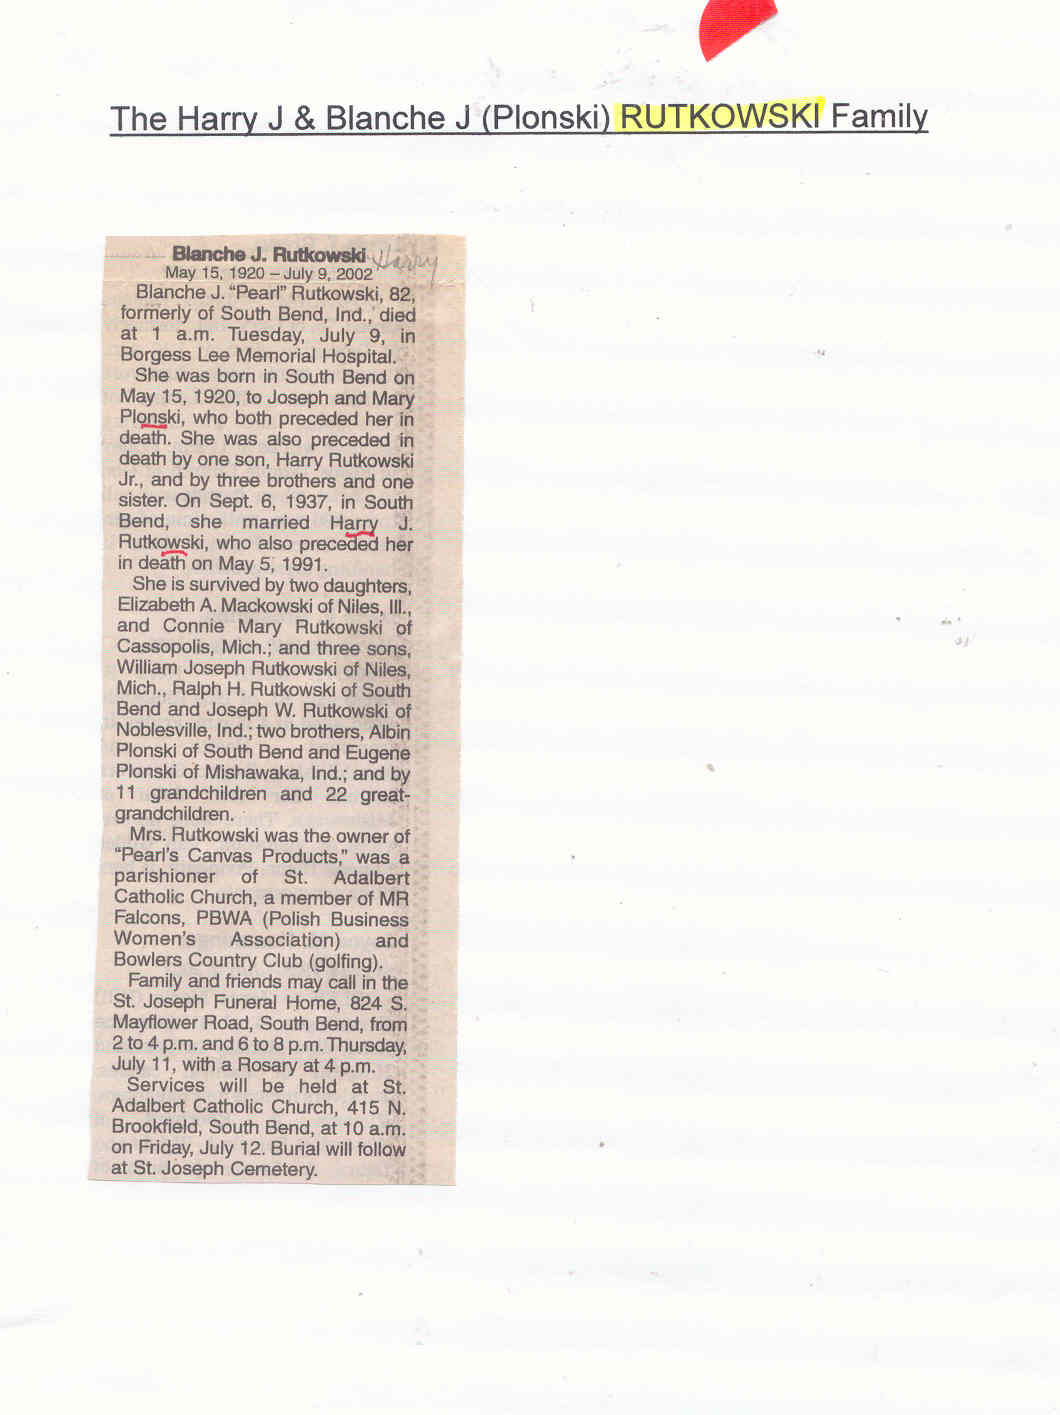 The Harry J & Blanche J (Plonski) RUTKOWSKI Family
Blanche J. Rutkowski Harry
May 15, 1920 – July 9, 2002
Blanche J. “Pearl” Rutkowski, 82,
formerly of South Bend, Ind., died
at 1 a.m. Tuesday, July 9, in
Borgess Lee Memorial Hospital.
She was born in South Bend on
May 15, 1920, to Joseph and Mary
Plonski, who both preceded her in
death. She was also preceded in
death by one son, Harry Rutkowski
Jr., and by three brothers and one
sister. On Sept. 6, 1937, in South
Bend, she married Harry J.
Rutkowski, who also preceded her
in death on May 5, 1991.
She is survived by two daughters,
Elizabeth A. Mackowski of Niles, Ill.,
and Connie Mary Rutkowski of
Cassopolis, Mich.; and three sons,
William Joseph Rutkowski of Niles,
Mich., Ralph H. Rutkowski of South
Bend and Joseph W. Rutkowski of
Noblesville, Ind.; two brothers, Albin
Plonski of South Bend and Eugene
Plonski of Mishawaka, Ind.; and by
11 grandchildren and 22 great-
grandchildren.
Mrs. Rutkowski was the owner of
“Pearl’s Canvas Products,” was a
parishioner of St. Adalbert
Catholic Church, a member of MR
Falcons, PBWA (Polish Business
Women’s Association) and
Bowlers Country Club (golfing).
Family and friends may call in the
St. Joseph Funeral Home, 824 S.
Mayflower Road, South Bend, from
2 to 4 p.m. and 6 to 8 p.m. Thursday,
July 11, with a Rosary at 4 p.m.
Services will be held at St.
Adalbert Catholic Church, 415 N.
Brookfield, South Bend, at 10 a.m.
on Friday, July 12. Burial will follow
at St. Joseph Cemetery.